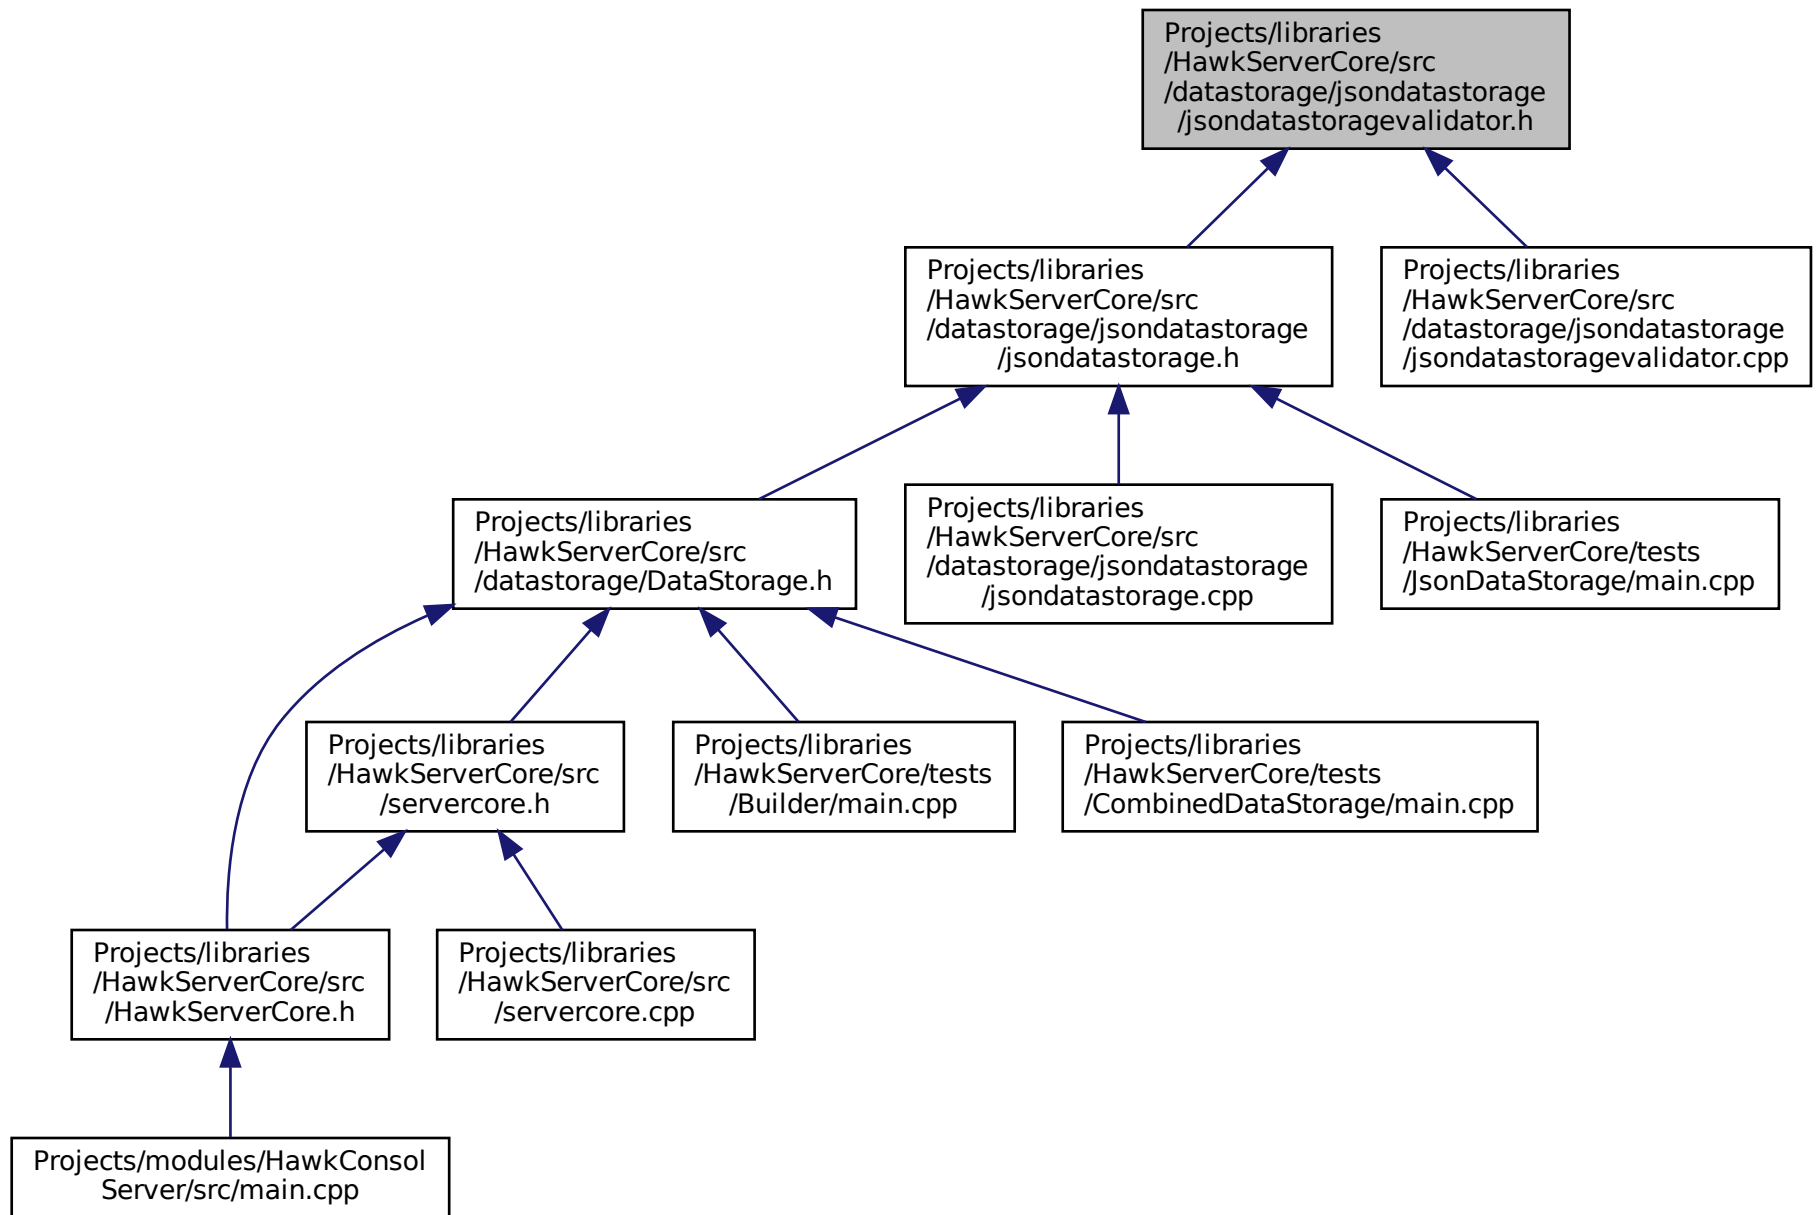 Projects/libraries
/HawkServerCore/src
/datastorage/jsondatastorage
/jsondatastoragevalidator.h
Projects/libraries
/HawkServerCore/src
/datastorage/jsondatastorage
/jsondatastorage.h
Projects/libraries
/HawkServerCore/src
/datastorage/jsondatastorage
/jsondatastoragevalidator.cpp
Projects/libraries
/HawkServerCore/src
/datastorage/DataStorage.h
Projects/libraries
/HawkServerCore/src
/datastorage/jsondatastorage
/jsondatastorage.cpp
Projects/libraries
/HawkServerCore/tests
/JsonDataStorage/main.cpp
Projects/libraries
/HawkServerCore/src
/servercore.h
Projects/libraries
/HawkServerCore/tests
/Builder/main.cpp
Projects/libraries
/HawkServerCore/tests
/CombinedDataStorage/main.cpp
Projects/libraries
/HawkServerCore/src
/HawkServerCore.h
Projects/libraries
/HawkServerCore/src
/servercore.cpp
Projects/modules/HawkConsol
Server/src/main.cpp